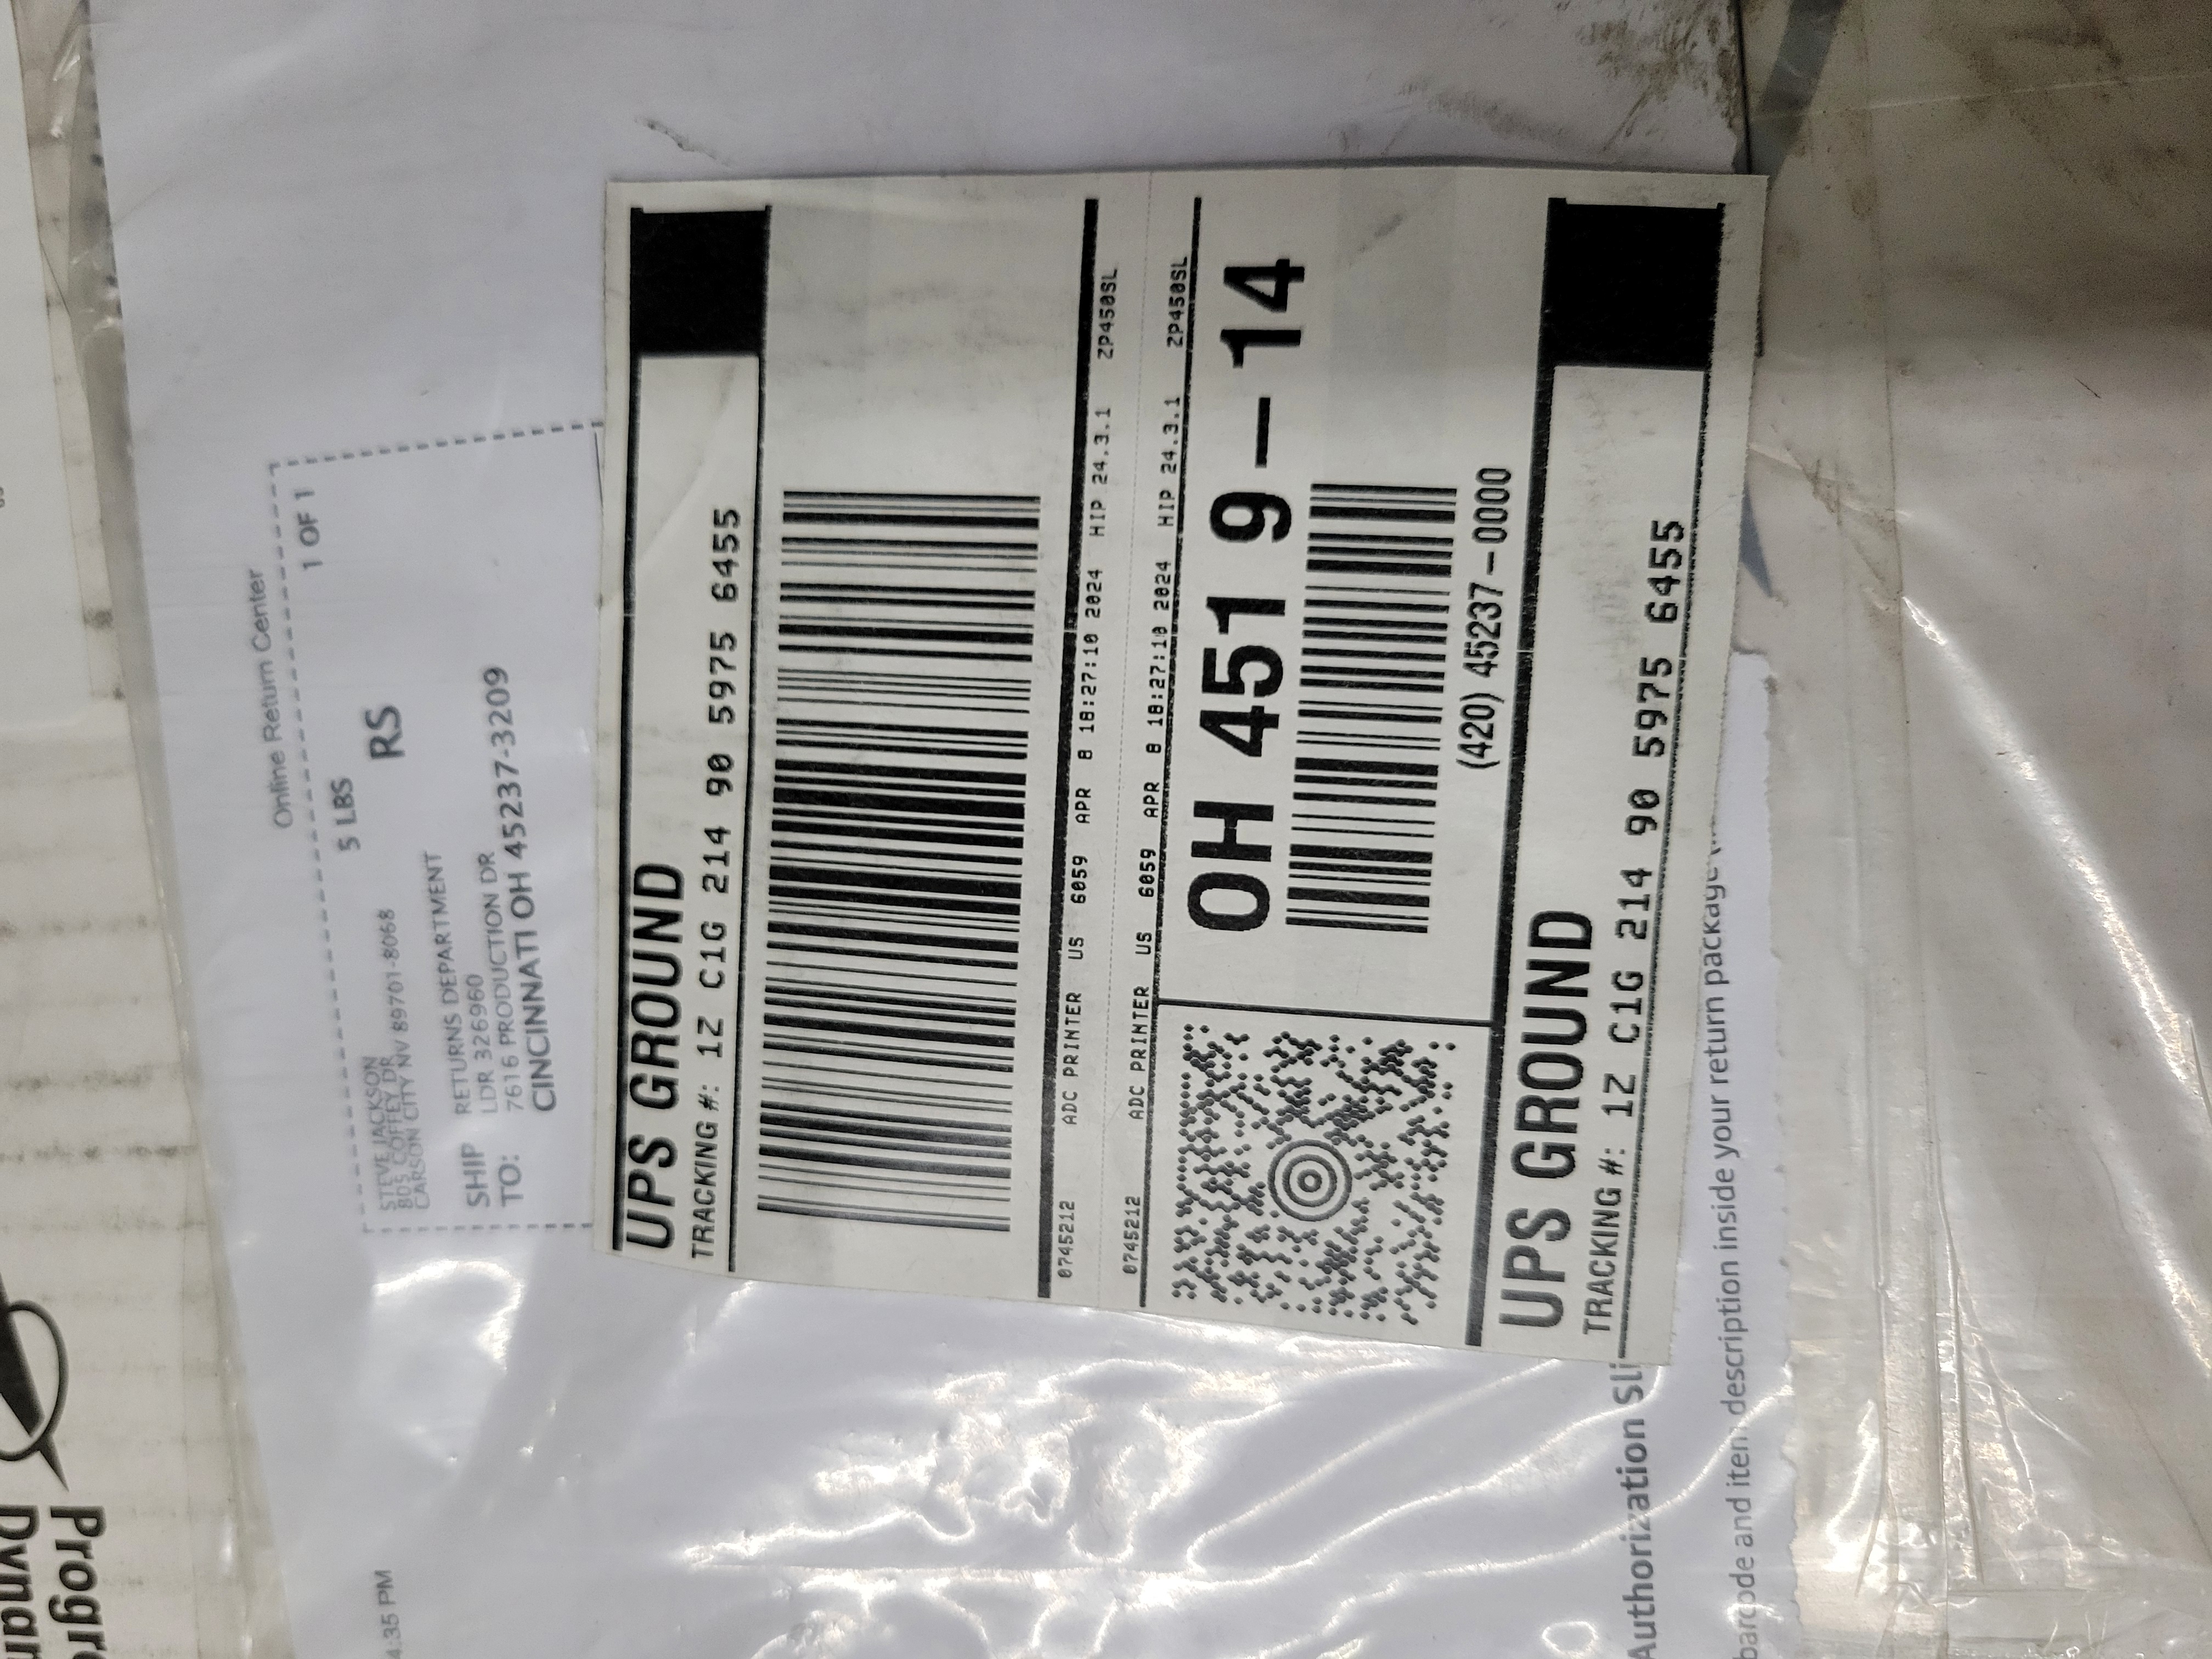 Online Return Center
1 OF 1
5 LBS
RS
STEVE JACKSON
805 COFFEY DR
CARSON CITY NV 89701-8068
SHIP RETURNS DEPARTMENT
TO: LDR 326960
7616 PRODUCTION DR
CINCINNATI OH 45237-3209
UPS GROUND
TRACKING #: 1Z C1G 214 90 5975 6455
0745212 ADC PRINTER US 6059 APR 8 18:27:10 2024 HIP 24.3.1 ZP450SL
0745212 ADC PRINTER US 6059 APR 8 18:27:10 2024 HIP 24.3.1 ZP450SL
OH 451 9-14
(420) 45237-0000
UPS GROUND
TRACKING #: 1Z C1G 214 90 5975 6455
Authorization
barcode and item description inside your return package
4:35 PM